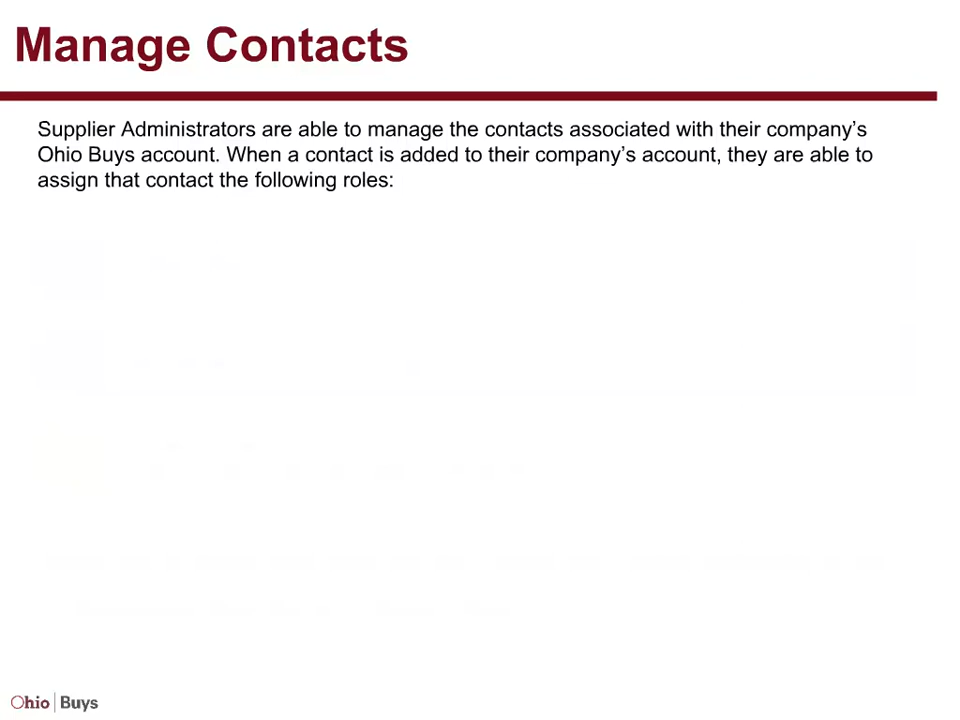 Manage Contacts
Supplier Administrators are able to manage the contacts associated with their company’s
Ohio Buys account. When a contact is added to their company’s account, they are able to
assign that contact the following roles:
Ohio Buys